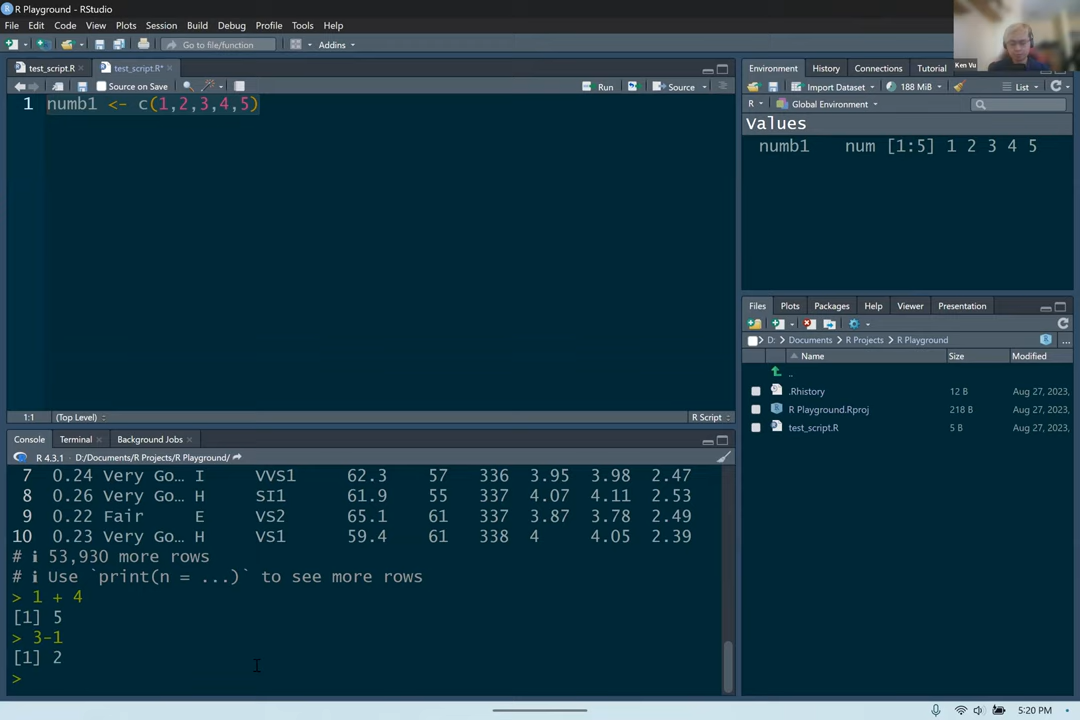 R Playground - RStudio
File Edit Code View Plots Session Build Debug Profile Tools Help
Go to file/function Addins
Ken Vu
test_script.R test_script.R*
Source on Save Run Source
1 numb1 <- c(1,2,3,4,5)
1:1 (Top Level) R Script
Console Terminal Background Jobs
R 4.3.1 · D:/Documents/R Projects/R Playground/
7 0.24 Very Go… I VVS1 62.3 57 336 3.95 3.98 2.47
8 0.26 Very Go… H SI1 61.9 55 337 4.07 4.11 2.53
9 0.22 Fair E VS2 65.1 61 337 3.87 3.78 2.49
10 0.23 Very Go… H VS1 59.4 61 338 4 4.05 2.39
# ℹ 53,930 more rows
# ℹ Use `print(n = ...)` to see more rows
> 1 + 4
[1] 5
> 3-1
[1] 2
>
Environment History Connections Tutorial
Import Dataset 188 MiB List
R Global Environment
Values
numb1 num [1:5] 1 2 3 4 5
Files Plots Packages Help Viewer Presentation
D: Documents R Projects R Playground ...
Name Size Modified
..
.Rhistory 12 B Aug 27, 2023,
R Playground.Rproj 218 B Aug 27, 2023,
test_script.R 5 B Aug 27, 2023,
5:20 PM